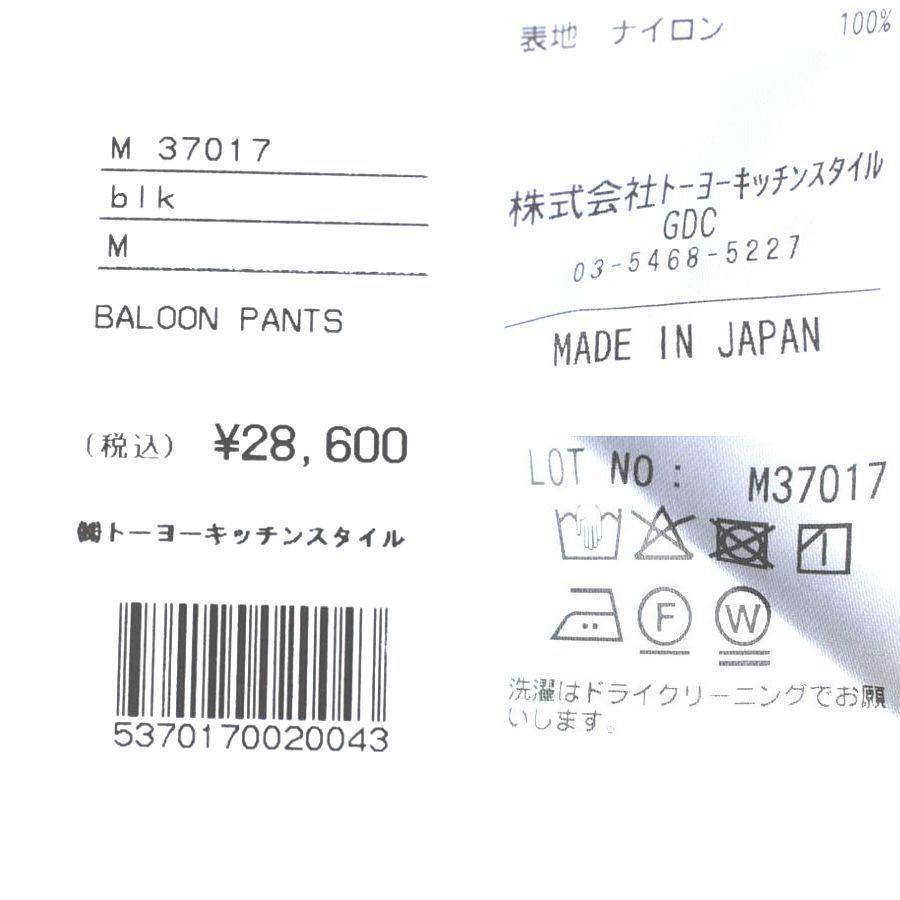 M 37017
blk
M
BALOON PANTS
(税込) ¥28,600
㈱トーヨーキッチンスタイル
5370170020043
表地 ナイロン 100%
株式会社トーヨーキッチンスタイル
GDC
03-5468-5227
MADE IN JAPAN
LOT NO: M37017
F W
洗濯はドライクリーニングでお願
いします。